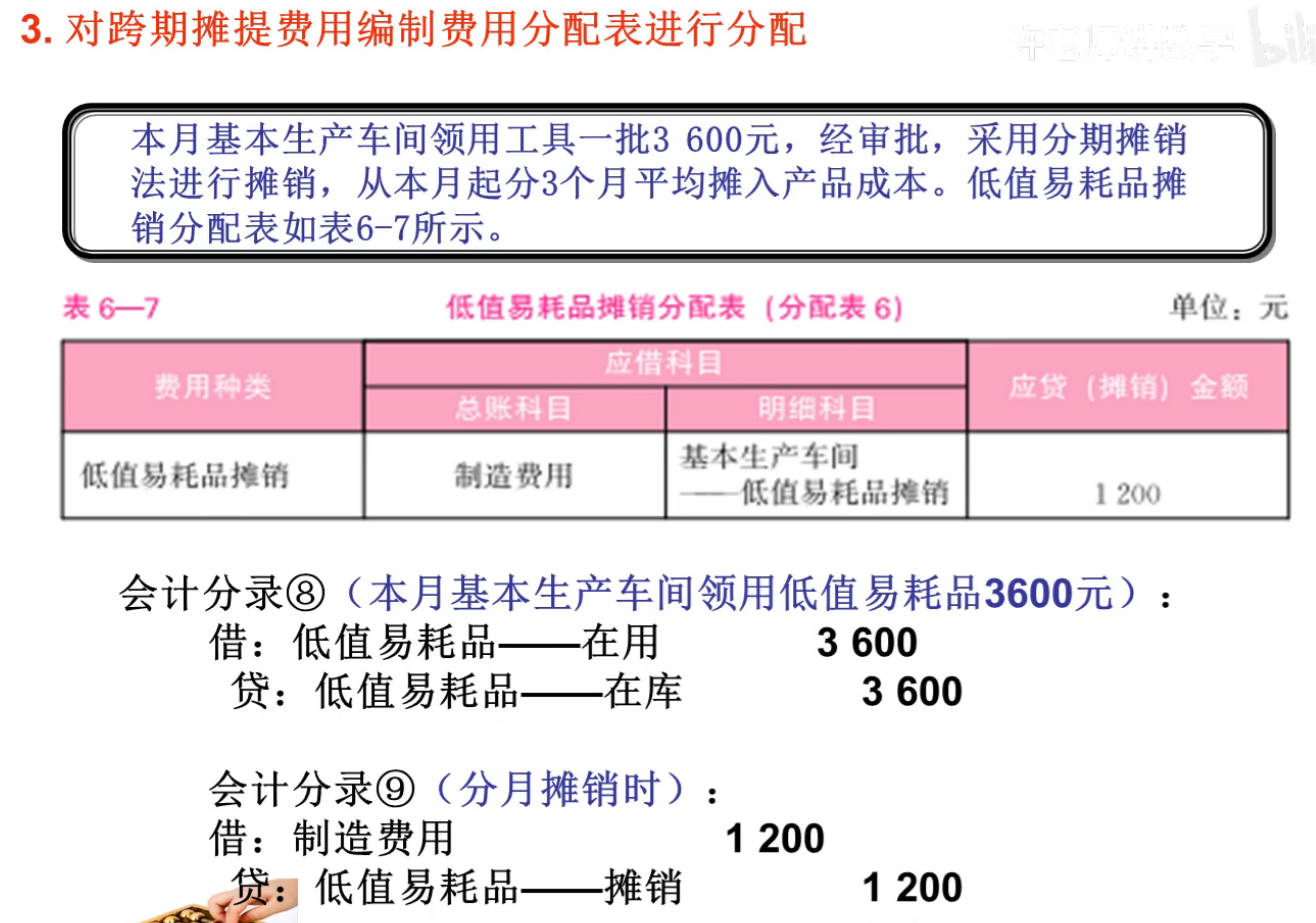 3. 对跨期摊提费用编制费用分配表进行分配
bili
本月基本生产车间领用工具一批3 600元，经审批，采用分期摊销
法进行摊销，从本月起分3个月平均摊入产品成本。低值易耗品摊
销分配表如表6-7所示。
表 6—7 低值易耗品摊销分配表（分配表 6） 单位：元
费用种类 应借科目 应贷（摊销）金额
总账科目 明细科目
低值易耗品摊销 制造费用 基本生产车间
——低值易耗品摊销 1 200
会计分录⑧（本月基本生产车间领用低值易耗品3600元）：
借：低值易耗品——在用 3 600
贷：低值易耗品——在库 3 600
会计分录⑨（分月摊销时）：
借：制造费用 1 200
贷：低值易耗品——摊销 1 200